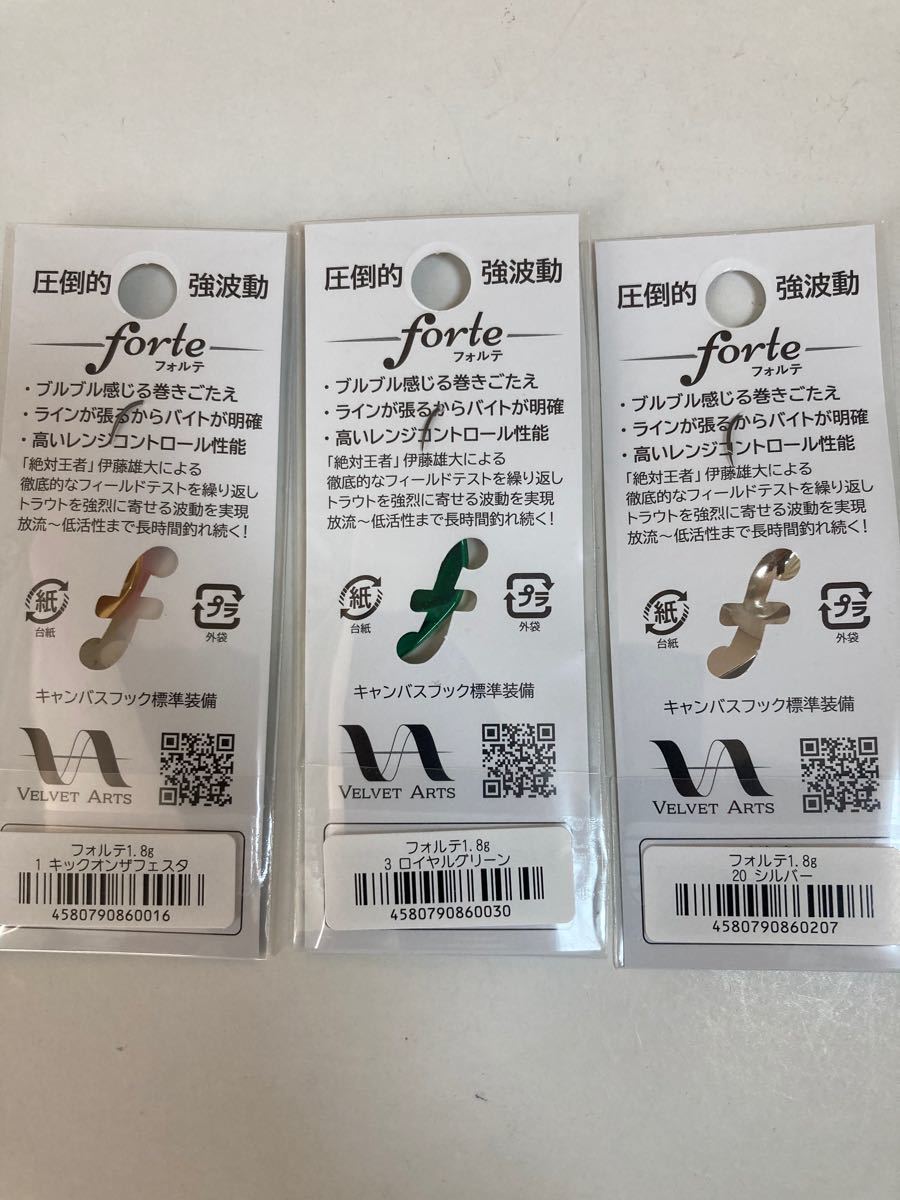 圧倒的 強波動
forte
フォルテ
・ブルブル感じる巻きごたえ
・ラインが張るからバイトが明確
・高いレンジコントロール性能
「絶対王者」伊藤雄大による
徹底的なフィールドテストを繰り返し
トラウトを強烈に寄せる波動を実現
放流～低活性まで長時間釣れ続く!
紙
台紙
プラ
外袋
キャンバスフック標準装備
VELVET ARTS
フォルテ1.8g
1 キックオンザフェスタ
4580790860016
圧倒的 強波動
forte
フォルテ
・ブルブル感じる巻きごたえ
・ラインが張るからバイトが明確
・高いレンジコントロール性能
「絶対王者」伊藤雄大による
徹底的なフィールドテストを繰り返し
トラウトを強烈に寄せる波動を実現
放流～低活性まで長時間釣れ続く!
紙
台紙
プラ
外袋
キャンバスフック標準装備
VELVET ARTS
フォルテ1.8g
3 ロイヤルグリーン
4580790860030
圧倒的 強波動
forte
フォルテ
・ブルブル感じる巻きごたえ
・ラインが張るからバイトが明確
・高いレンジコントロール性能
「絶対王者」伊藤雄大による
徹底的なフィールドテストを繰り返し
トラウトを強烈に寄せる波動を実現
放流～低活性まで長時間釣れ続く!
紙
台紙
プラ
外袋
キャンバスフック標準装備
VELVET ARTS
フォルテ1.8g
20 シルバー
4580790860207